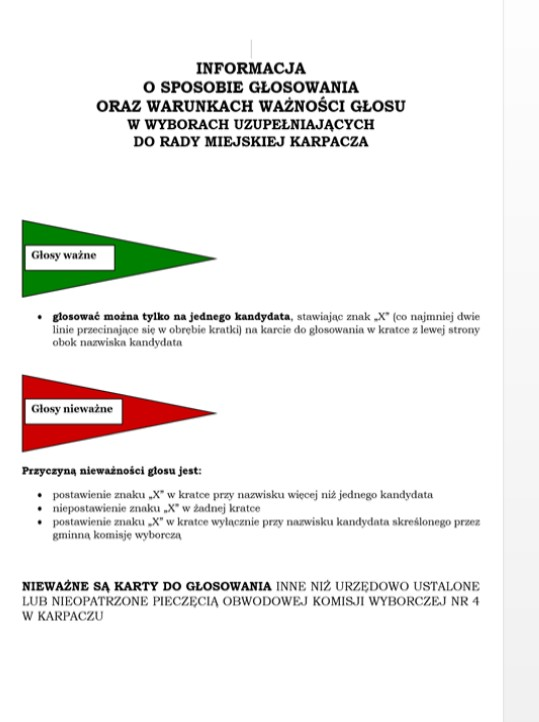 INFORMACJA
O SPOSOBIE GŁOSOWANIA
ORAZ WARUNKACH WAŻNOŚCI GŁOSU
W WYBORACH UZUPEŁNIAJĄCYCH
DO RADY MIEJSKIEJ KARPACZA
Głosy ważne
• głosować można tylko na jednego kandydata, stawiając znak „X” (co najmniej dwie
linie przecinające się w obrębie kratki) na karcie do głosowania w kratce z lewej strony
obok nazwiska kandydata
Głosy nieważne
Przyczyną nieważności głosu jest:
• postawienie znaku „X” w kratce przy nazwisku więcej niż jednego kandydata
• niepostawienie znaku „X” w żadnej kratce
• postawienie znaku „X” w kratce wyłącznie przy nazwisku kandydata skreślonego przez
gminną komisję wyborczą
NIEWAŻNE SĄ KARTY DO GŁOSOWANIA INNE NIŻ URZĘDOWO USTALONE
LUB NIEOPATRZONE PIECZĘCIĄ OBWODOWEJ KOMISJI WYBORCZEJ NR 4
W KARPACZU